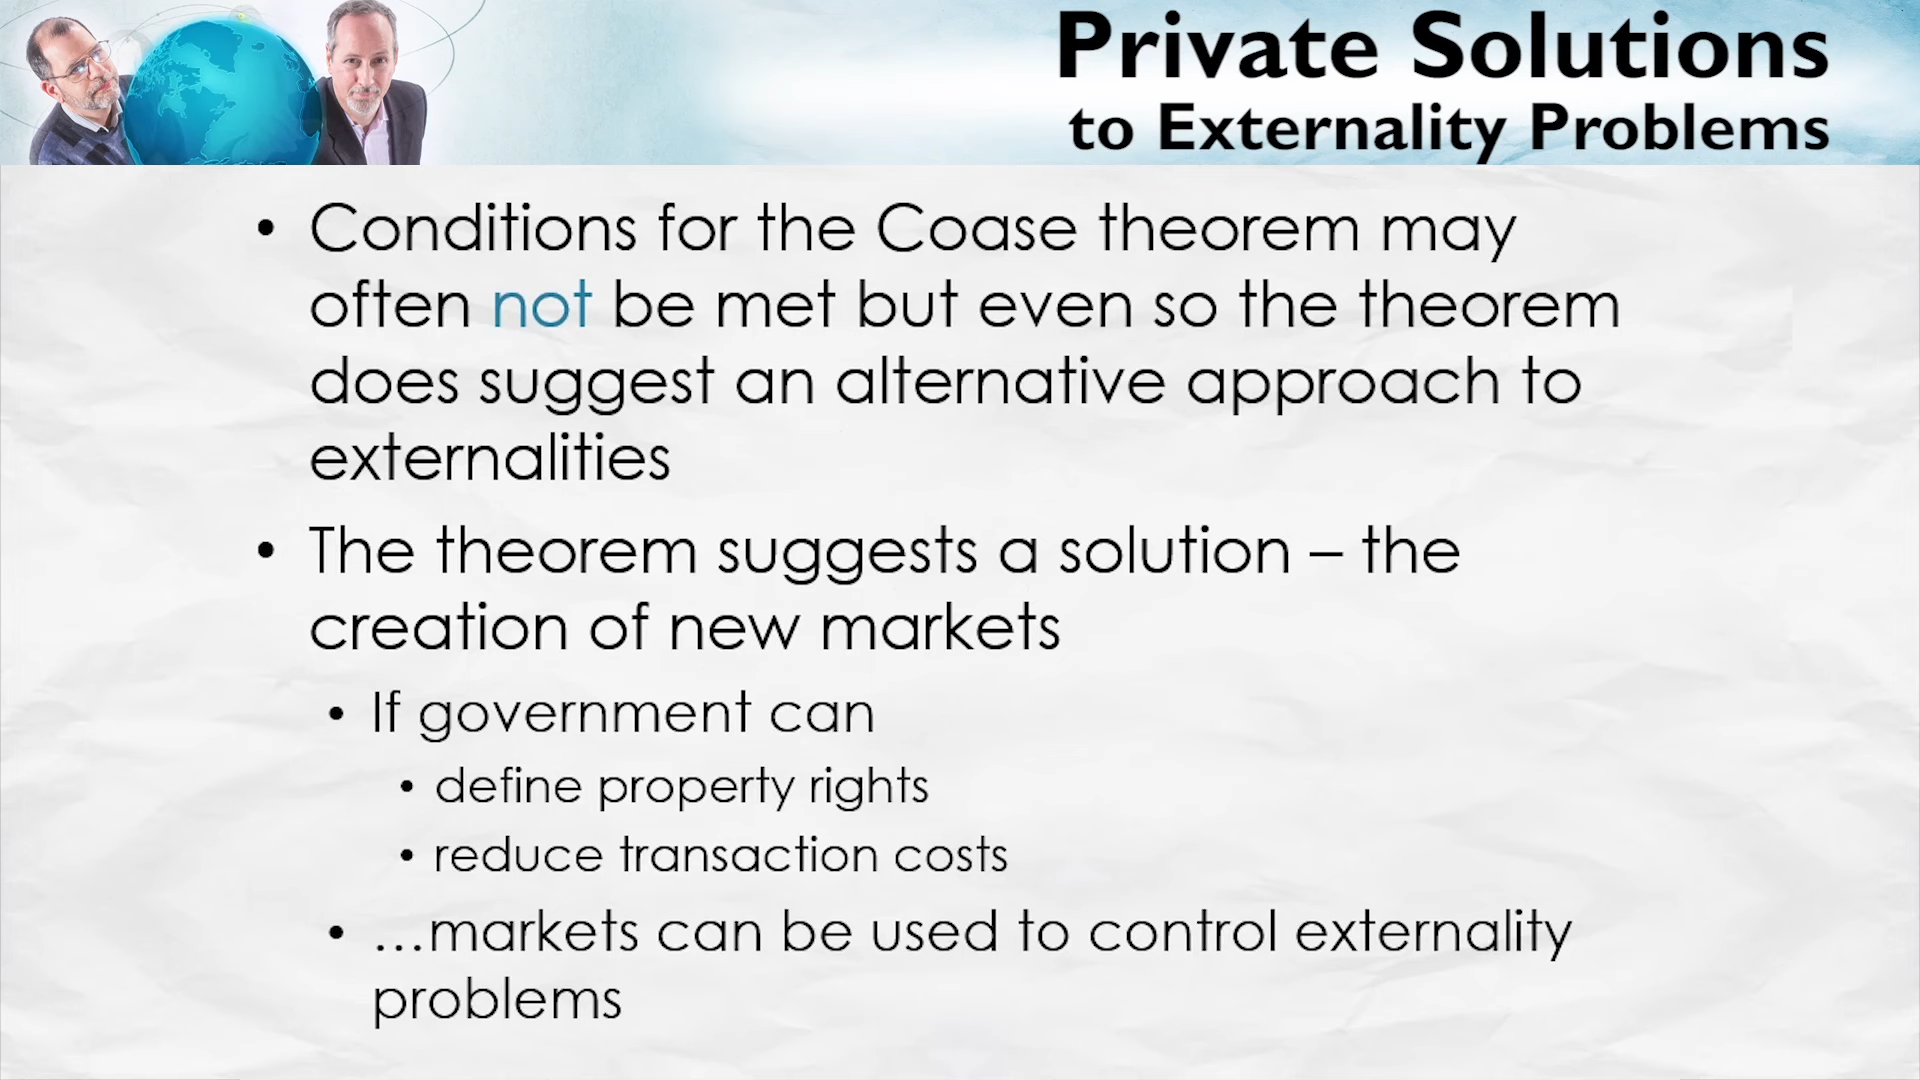 Private Solutions
to Externality Problems
• Conditions for the Coase theorem may
often not be met but even so the theorem
does suggest an alternative approach to
externalities
• The theorem suggests a solution – the
creation of new markets
• If government can
• define property rights
• reduce transaction costs
• …markets can be used to control externality
problems